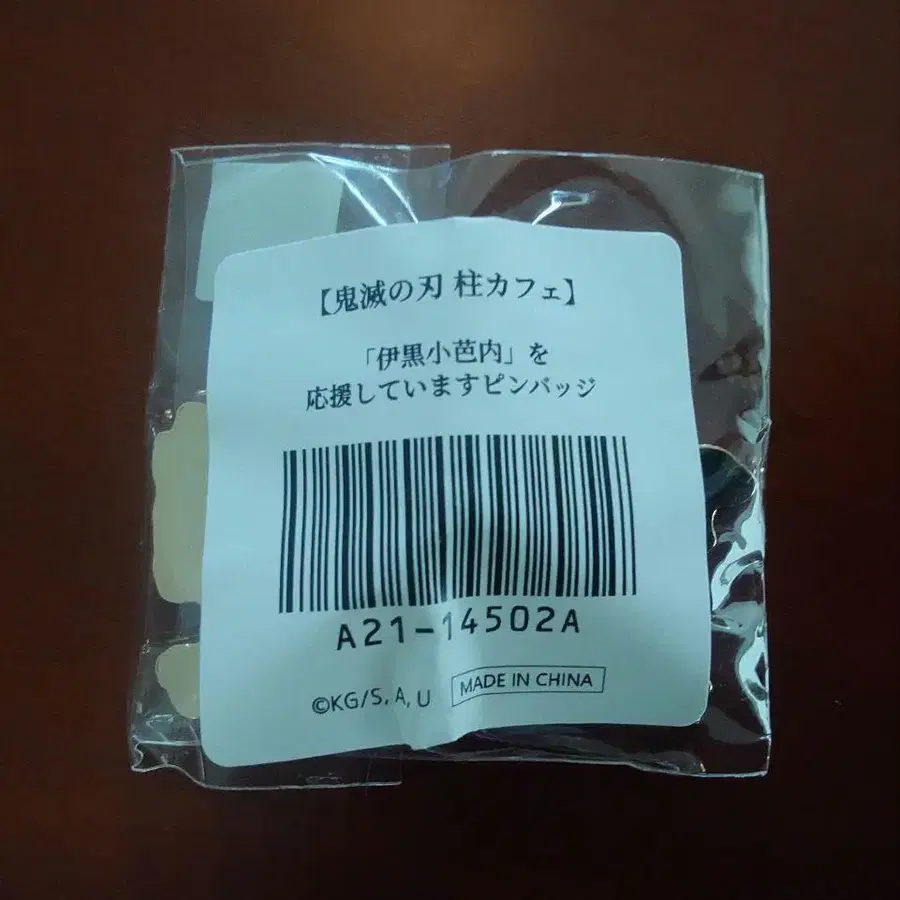 【鬼滅の刃 柱カフェ】
「伊黒小芭内」を
応援していますピンバッジ
A21-14502A
©KG/S, A, U
MADE IN CHINA